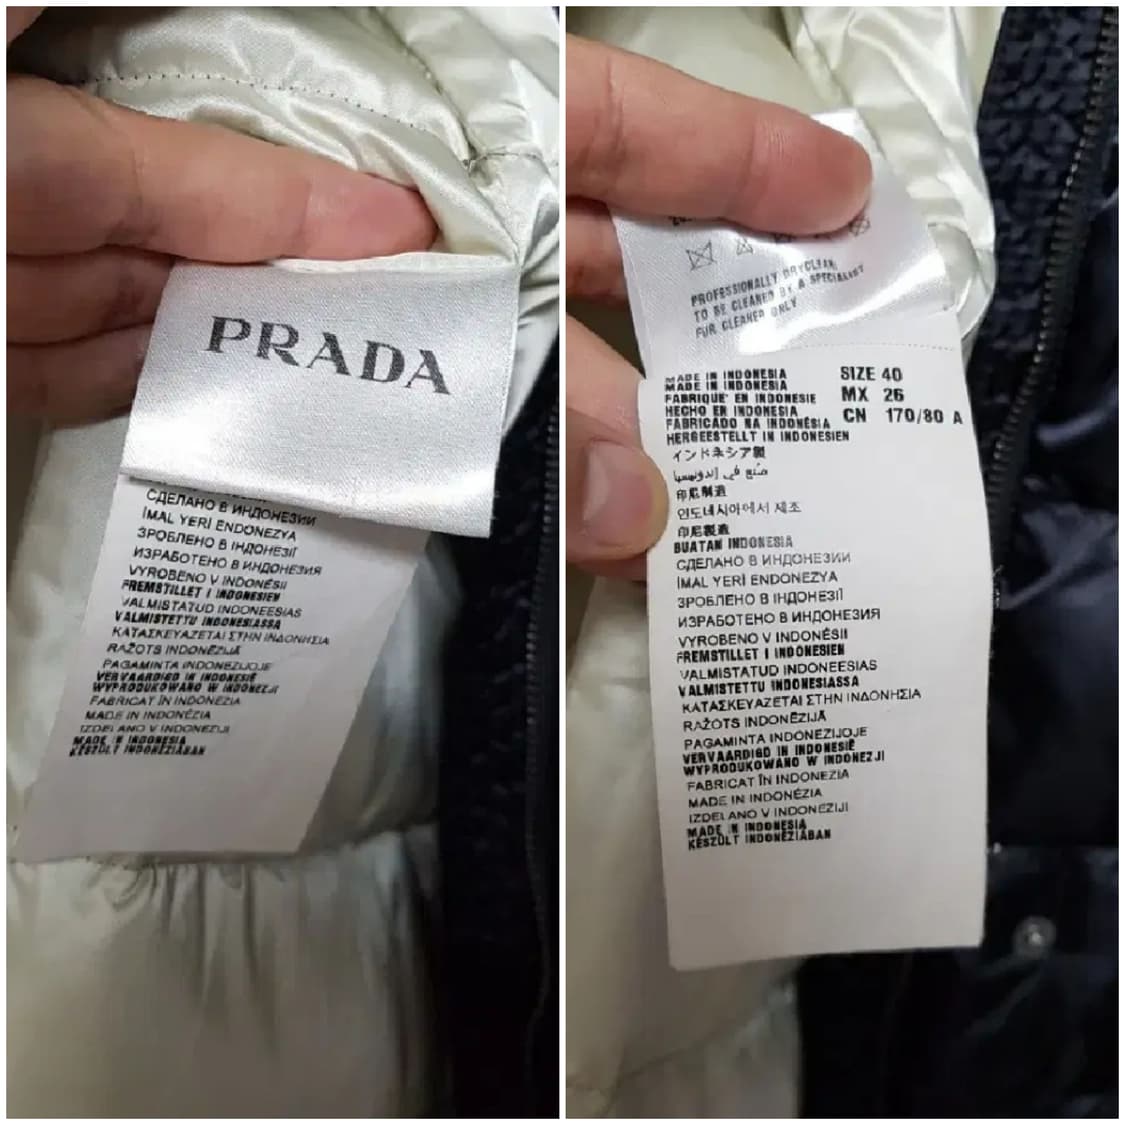 PRADA
СДЕЛАНО В ИНДОНЕЗИИ
İMAL YERİ ENDONEZYA
ЗРОБЛЕНО В ІНДОНЕЗІЇ
ИЗРАБОТЕНО В ИНДОНЕЗИЯ
VYROBENO V INDONÉSII
FREMSTILLET I INDONESIEN
VALMISTATUD INDONEESIAS
VALMISTETTU INDONESIASSA
ΚΑΤΑΣΚΕΥΑΖΕΤΑΙ ΣΤΗΝ ΙΝΔΟΝΗΣΙΑ
RAŽOTS INDONĒZIJĀ
PAGAMINTA INDONEZIJOJE
VERVAARDIGD IN INDONESIË
WYPRODUKOWANO W INDONEZJI
FABRICAT ÎN INDONEZIA
MADE IN INDONÉZIA
IZDELANO V INDONEZIJI
MADE IN INDONESIA
KÉSZÜLT INDONÉZIÁBAN
PROFESSIONALLY DRYCLEAN
TO BE CLEANED BY A SPECIALIST
FUR CLEANER ONLY
MADE IN INDONESIA SIZE 40
MADE IN INDONESIA
FABRIQUE' EN INDONESIE MX 26
HECHO EN INDONESIA
FABRICADO NA INDONÉSIA CN 170/80 A
HERGEESTELLT IN INDONESIEN
インドネシア製
صُنع في إندونيسيا
印尼制造
인도네시아에서 제조
印尼製造
BUATAN INDONESIA
СДЕЛАНО В ИНДОНЕЗИИ
İMAL YERİ ENDONEZYA
ЗРОБЛЕНО В ІНДОНЕЗІЇ
ИЗРАБОТЕНО В ИНДОНЕЗИЯ
VYROBENO V INDONÉSII
FREMSTILLET I INDONESIEN
VALMISTATUD INDONEESIAS
VALMISTETTU INDONESIASSA
ΚΑΤΑΣΚΕΥΑΖΕΤΑΙ ΣΤΗΝ ΙΝΔΟΝΗΣΙΑ
RAŽOTS INDONĒZIJĀ
PAGAMINTA INDONEZIJOJE
VERVAARDIGD IN INDONESIË
WYPRODUKOWANO W INDONEZJI
FABRICAT ÎN INDONEZIA
MADE IN INDONÉZIA
IZDELANO V INDONEZIJI
MADE IN INDONESIA
KÉSZÜLT INDONÉZIÁBAN